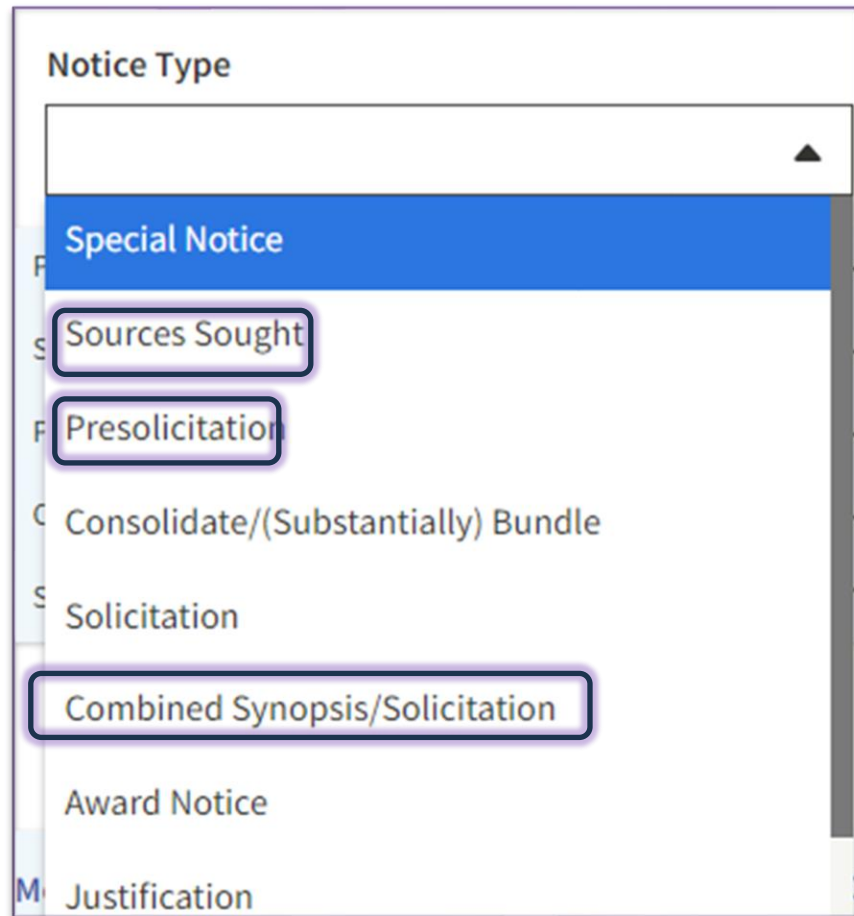 Notice Type
Special Notice
Sources Sought
Presolicitation
Consolidate/(Substantially) Bundle
Solicitation
Combined Synopsis/Solicitation
Award Notice
Justification